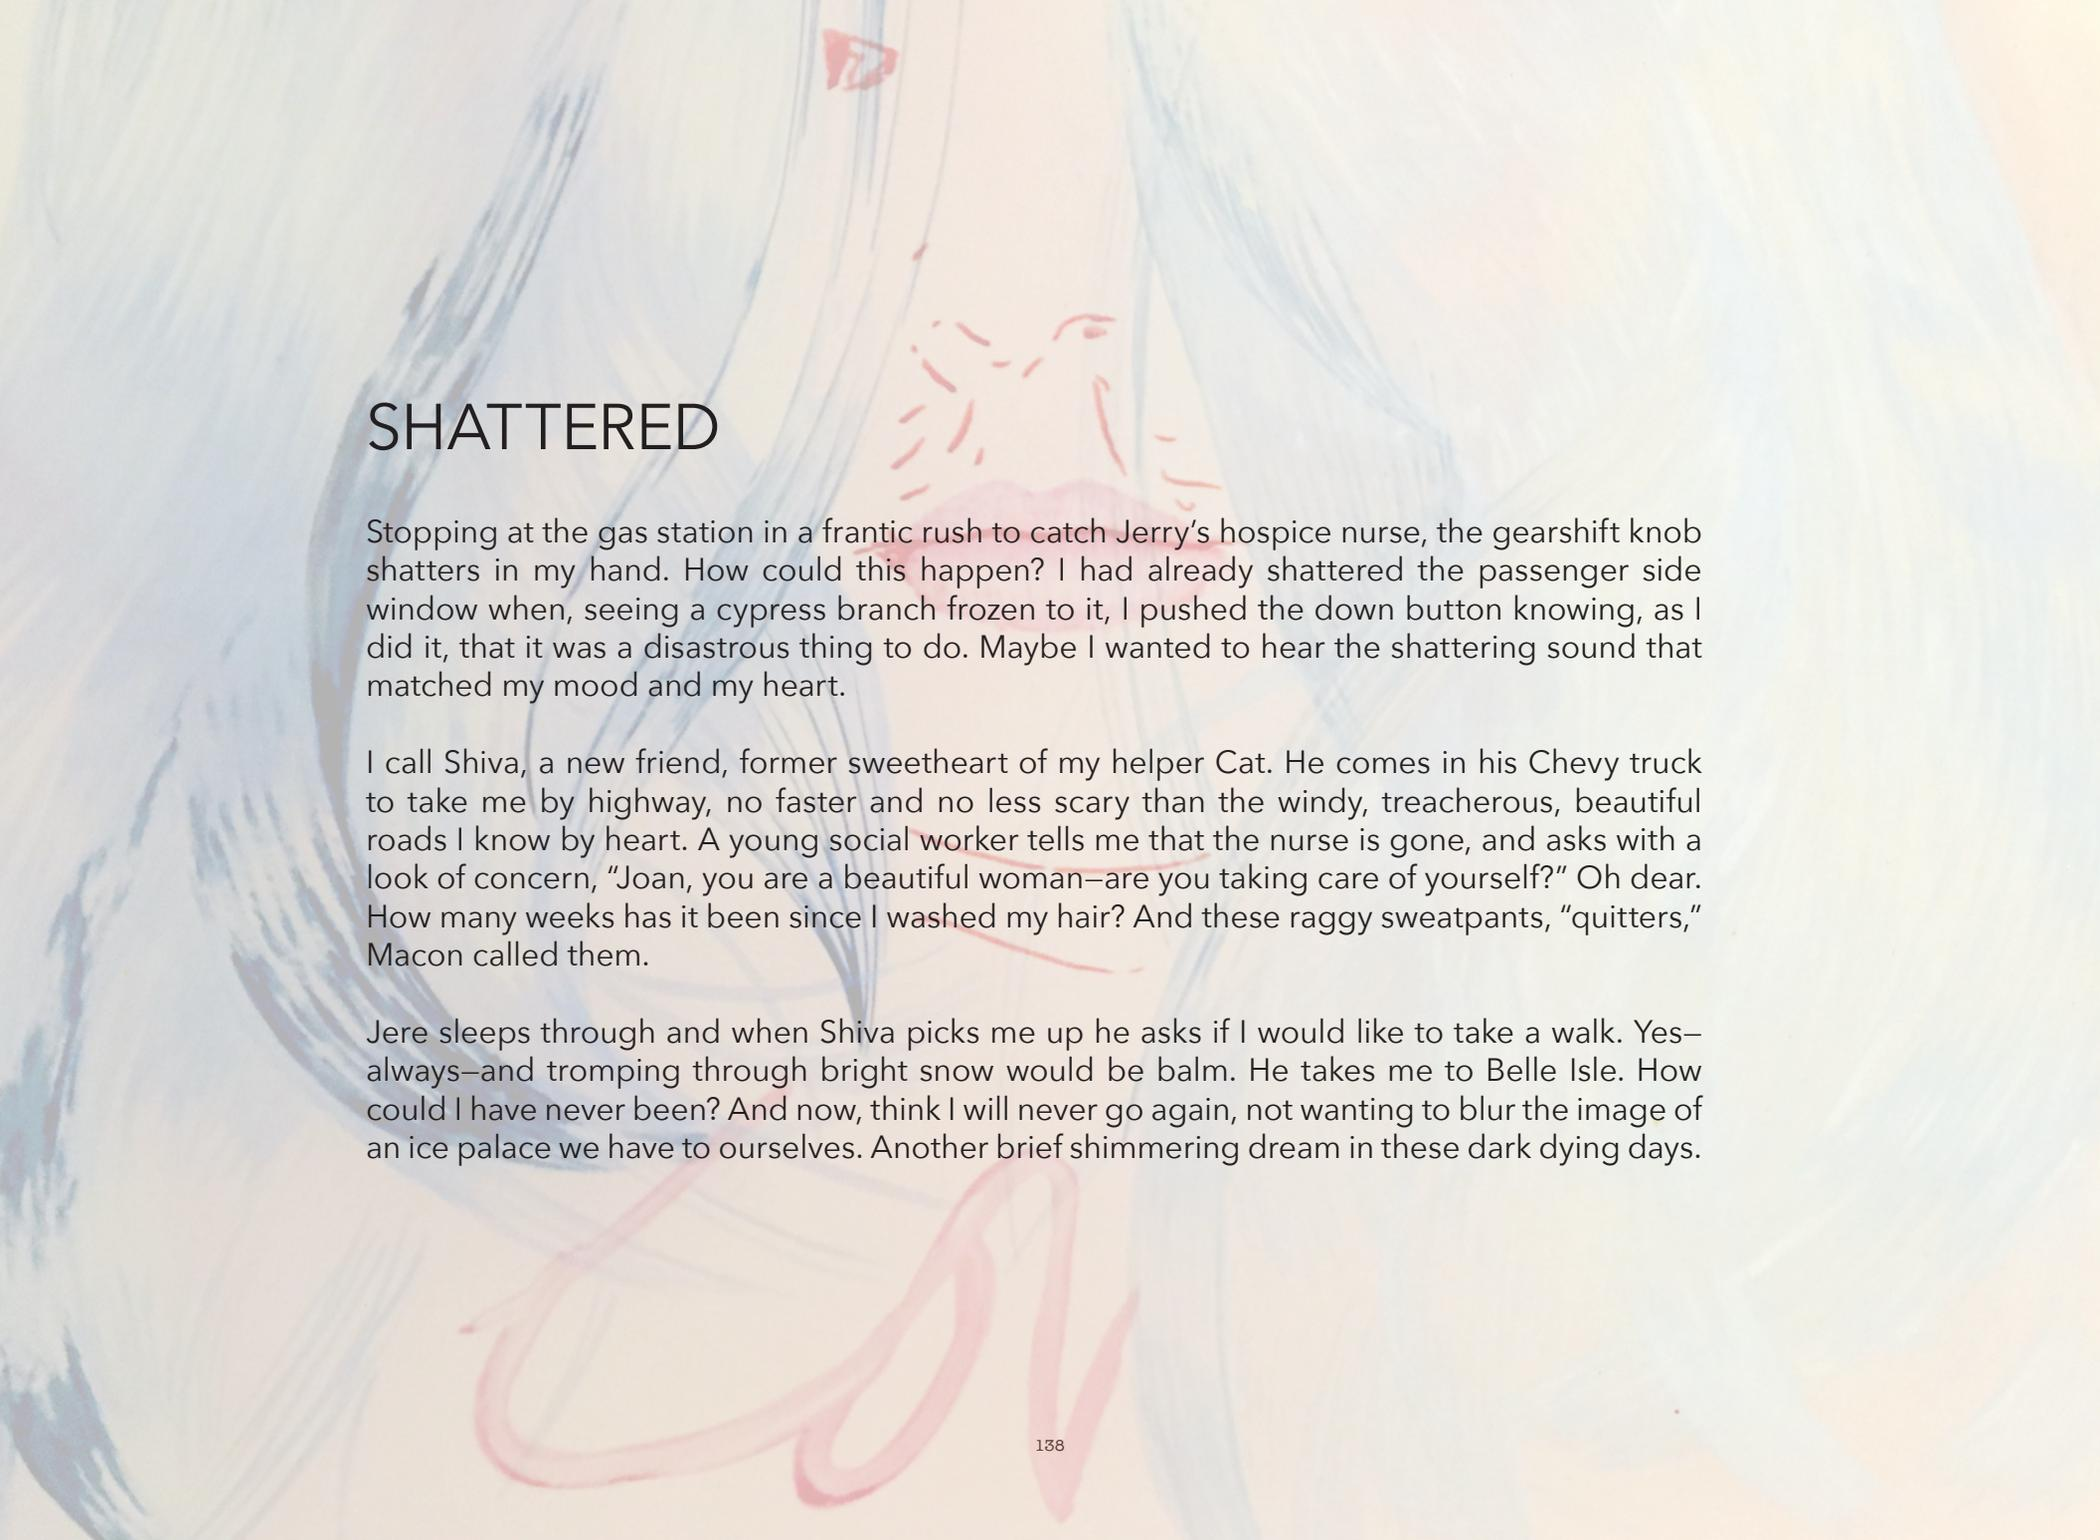 SHATTERED
Stopping at the gas station in a frantic rush to catch Jerry’s hospice nurse, the gearshift knob
shatters in my hand. How could this happen? I had already shattered the passenger side
window when, seeing a cypress branch frozen to it, I pushed the down button knowing, as I
did it, that it was a disastrous thing to do. Maybe I wanted to hear the shattering sound that
matched my mood and my heart.
I call Shiva, a new friend, former sweetheart of my helper Cat. He comes in his Chevy truck
to take me by highway, no faster and no less scary than the windy, treacherous, beautiful
roads I know by heart. A young social worker tells me that the nurse is gone, and asks with a
look of concern, “Joan, you are a beautiful woman—are you taking care of yourself?” Oh dear.
How many weeks has it been since I washed my hair? And these raggy sweatpants, “quitters,”
Macon called them.
Jere sleeps through and when Shiva picks me up he asks if I would like to take a walk. Yes—
always—and tromping through bright snow would be balm. He takes me to Belle Isle. How
could I have never been? And now, think I will never go again, not wanting to blur the image of
an ice palace we have to ourselves. Another brief shimmering dream in these dark dying days.
138